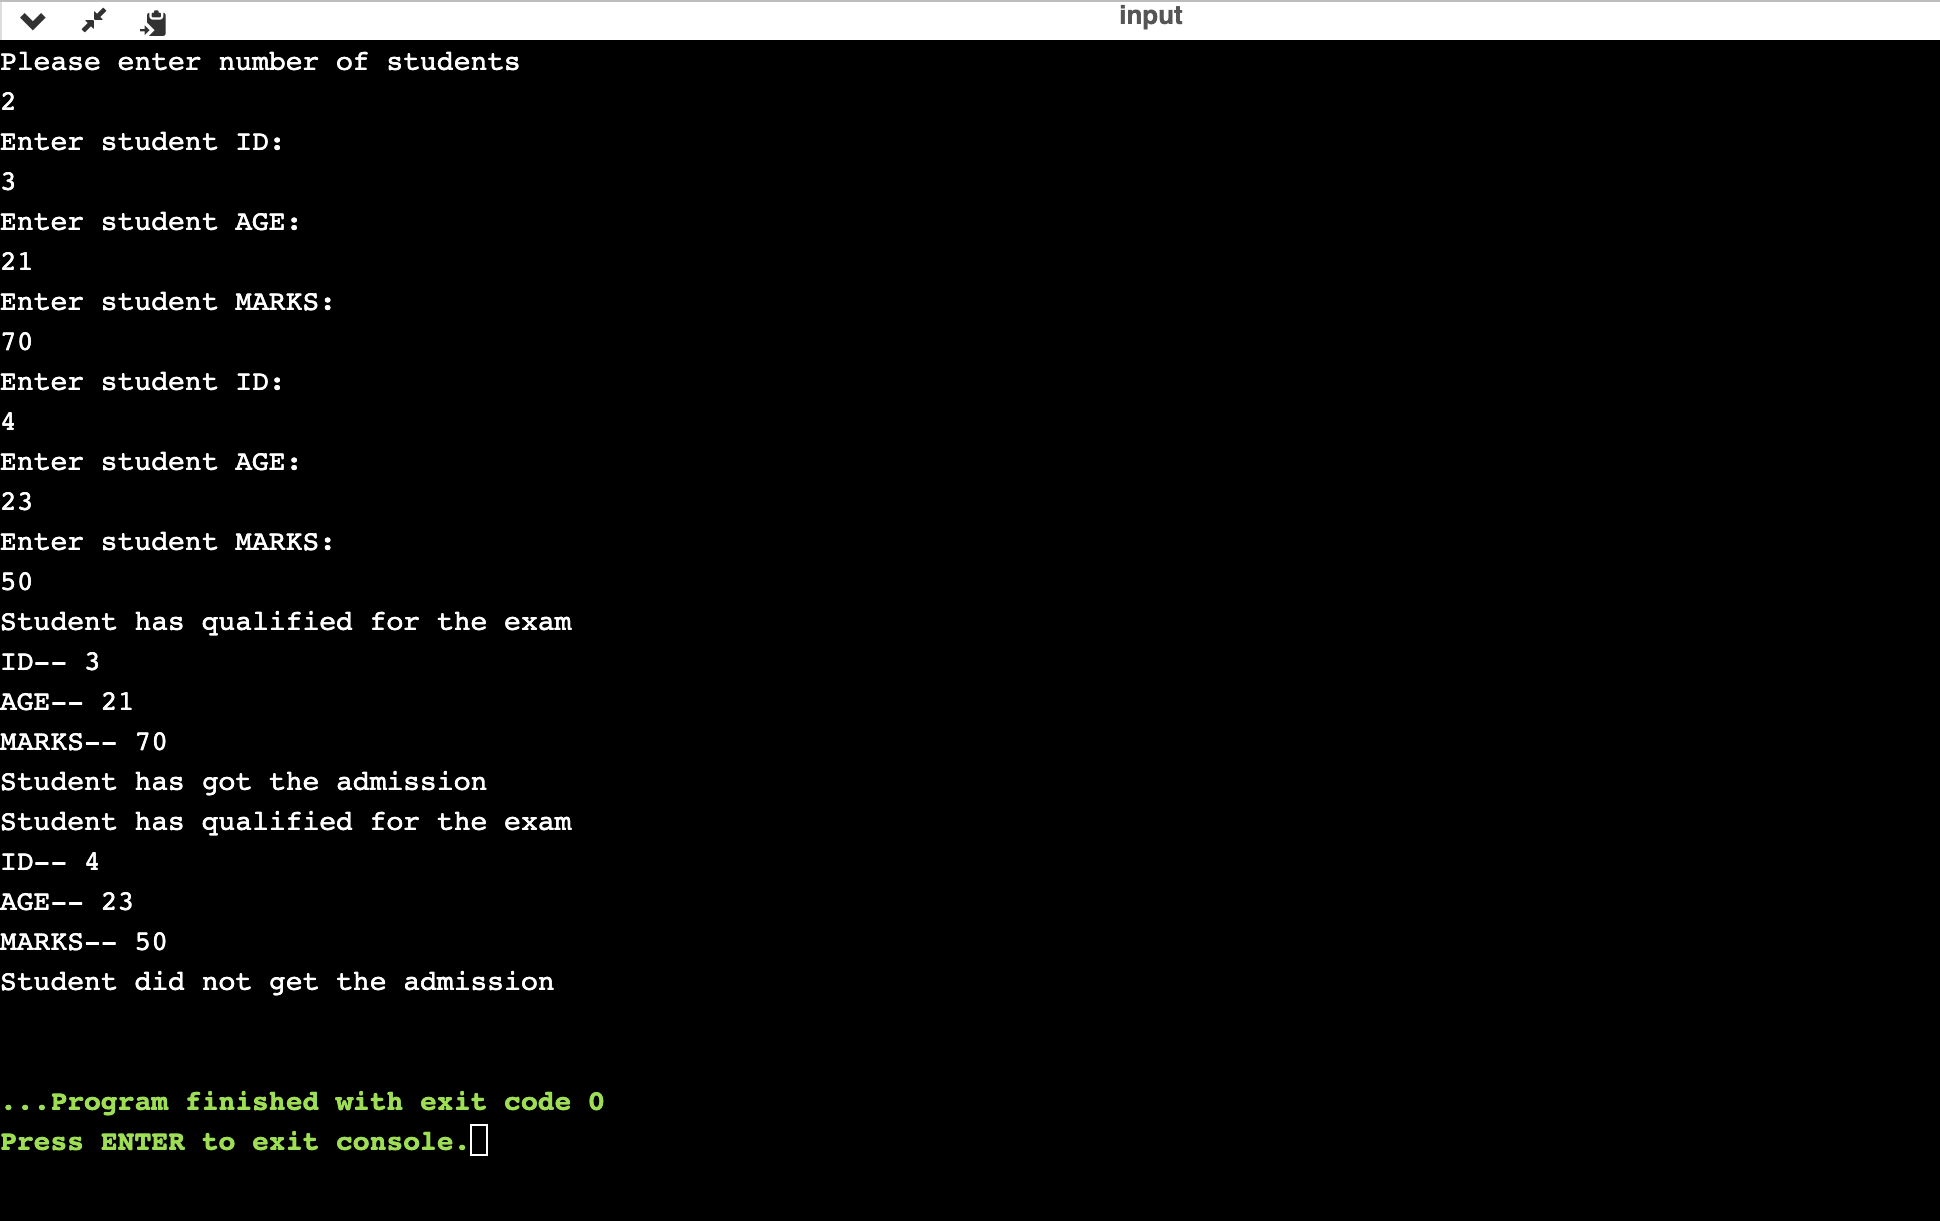 input
Please enter number of students
2
Enter student ID:
3
Enter student AGE:
21
Enter student MARKS:
70
Enter student ID:
4
Enter student AGE:
23
Enter student MARKS:
50
Student has qualified for the exam
ID-- 3
AGE-- 21
MARKS-- 70
Student has got the admission
Student has qualified for the exam
ID-- 4
AGE-- 23
MARKS-- 50
Student did not get the admission
...Program finished with exit code 0
Press ENTER to exit console.